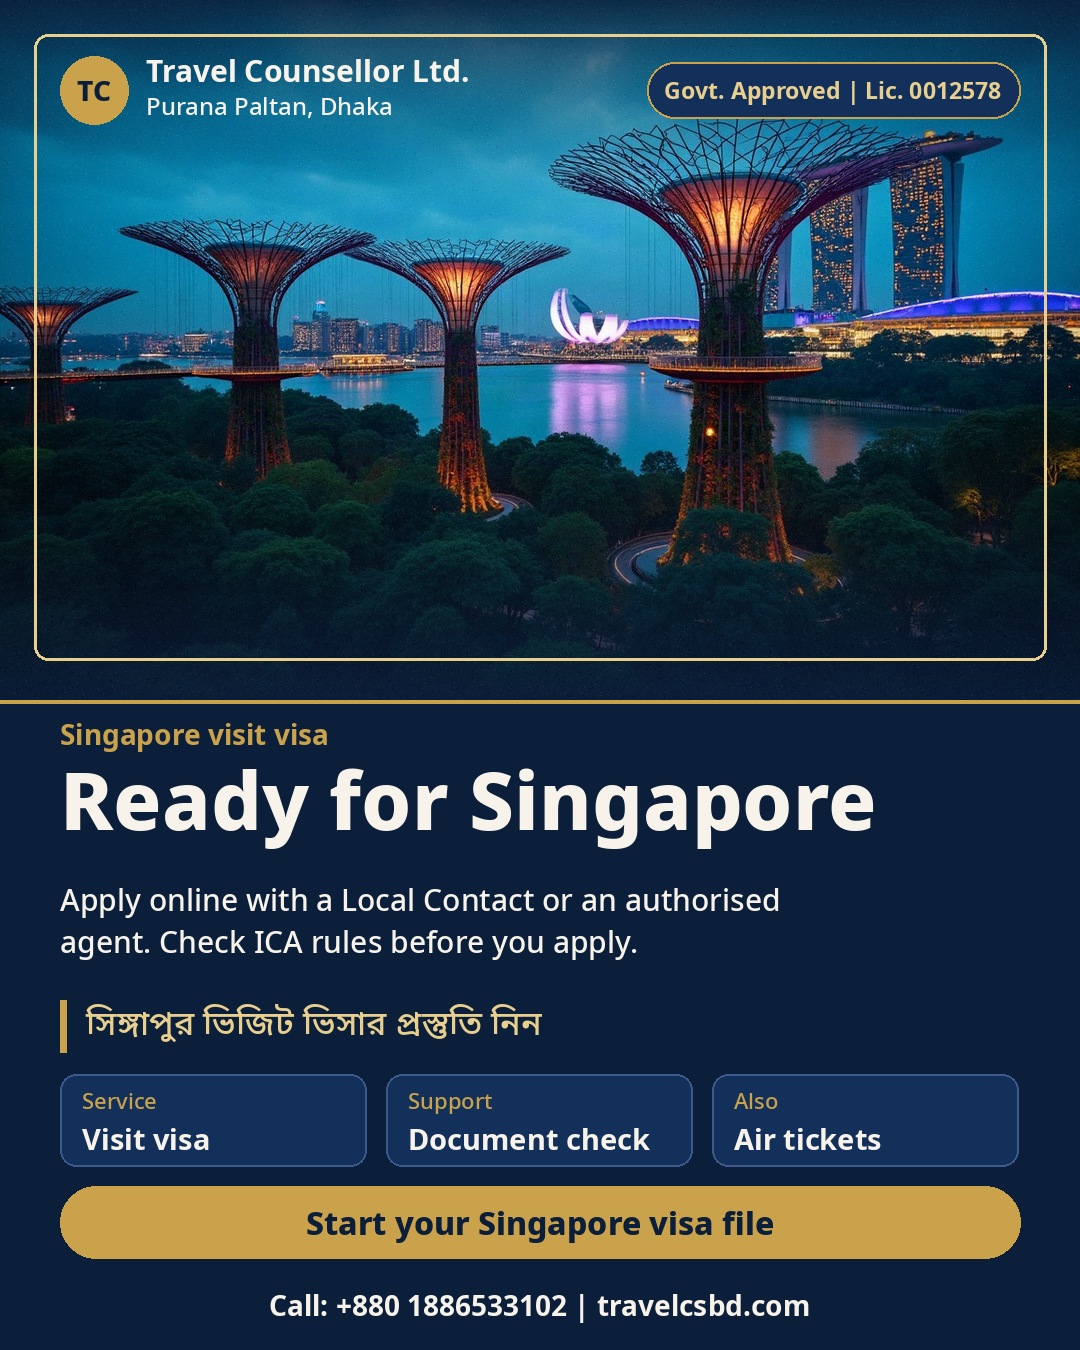 TC
Travel Counsellor Ltd.
Purana Paltan, Dhaka
Govt. Approved | Lic. 0012578
Singapore visit visa
Ready for Singapore
Apply online with a Local Contact or an authorised
agent. Check ICA rules before you apply.
সিঙ্গাপুর ভিজিট ভিসার প্রস্তুতি নিন
Service
Visit visa
Support
Document check
Also
Air tickets
Start your Singapore visa file
Call: +880 1886533102 | travelcsbd.com